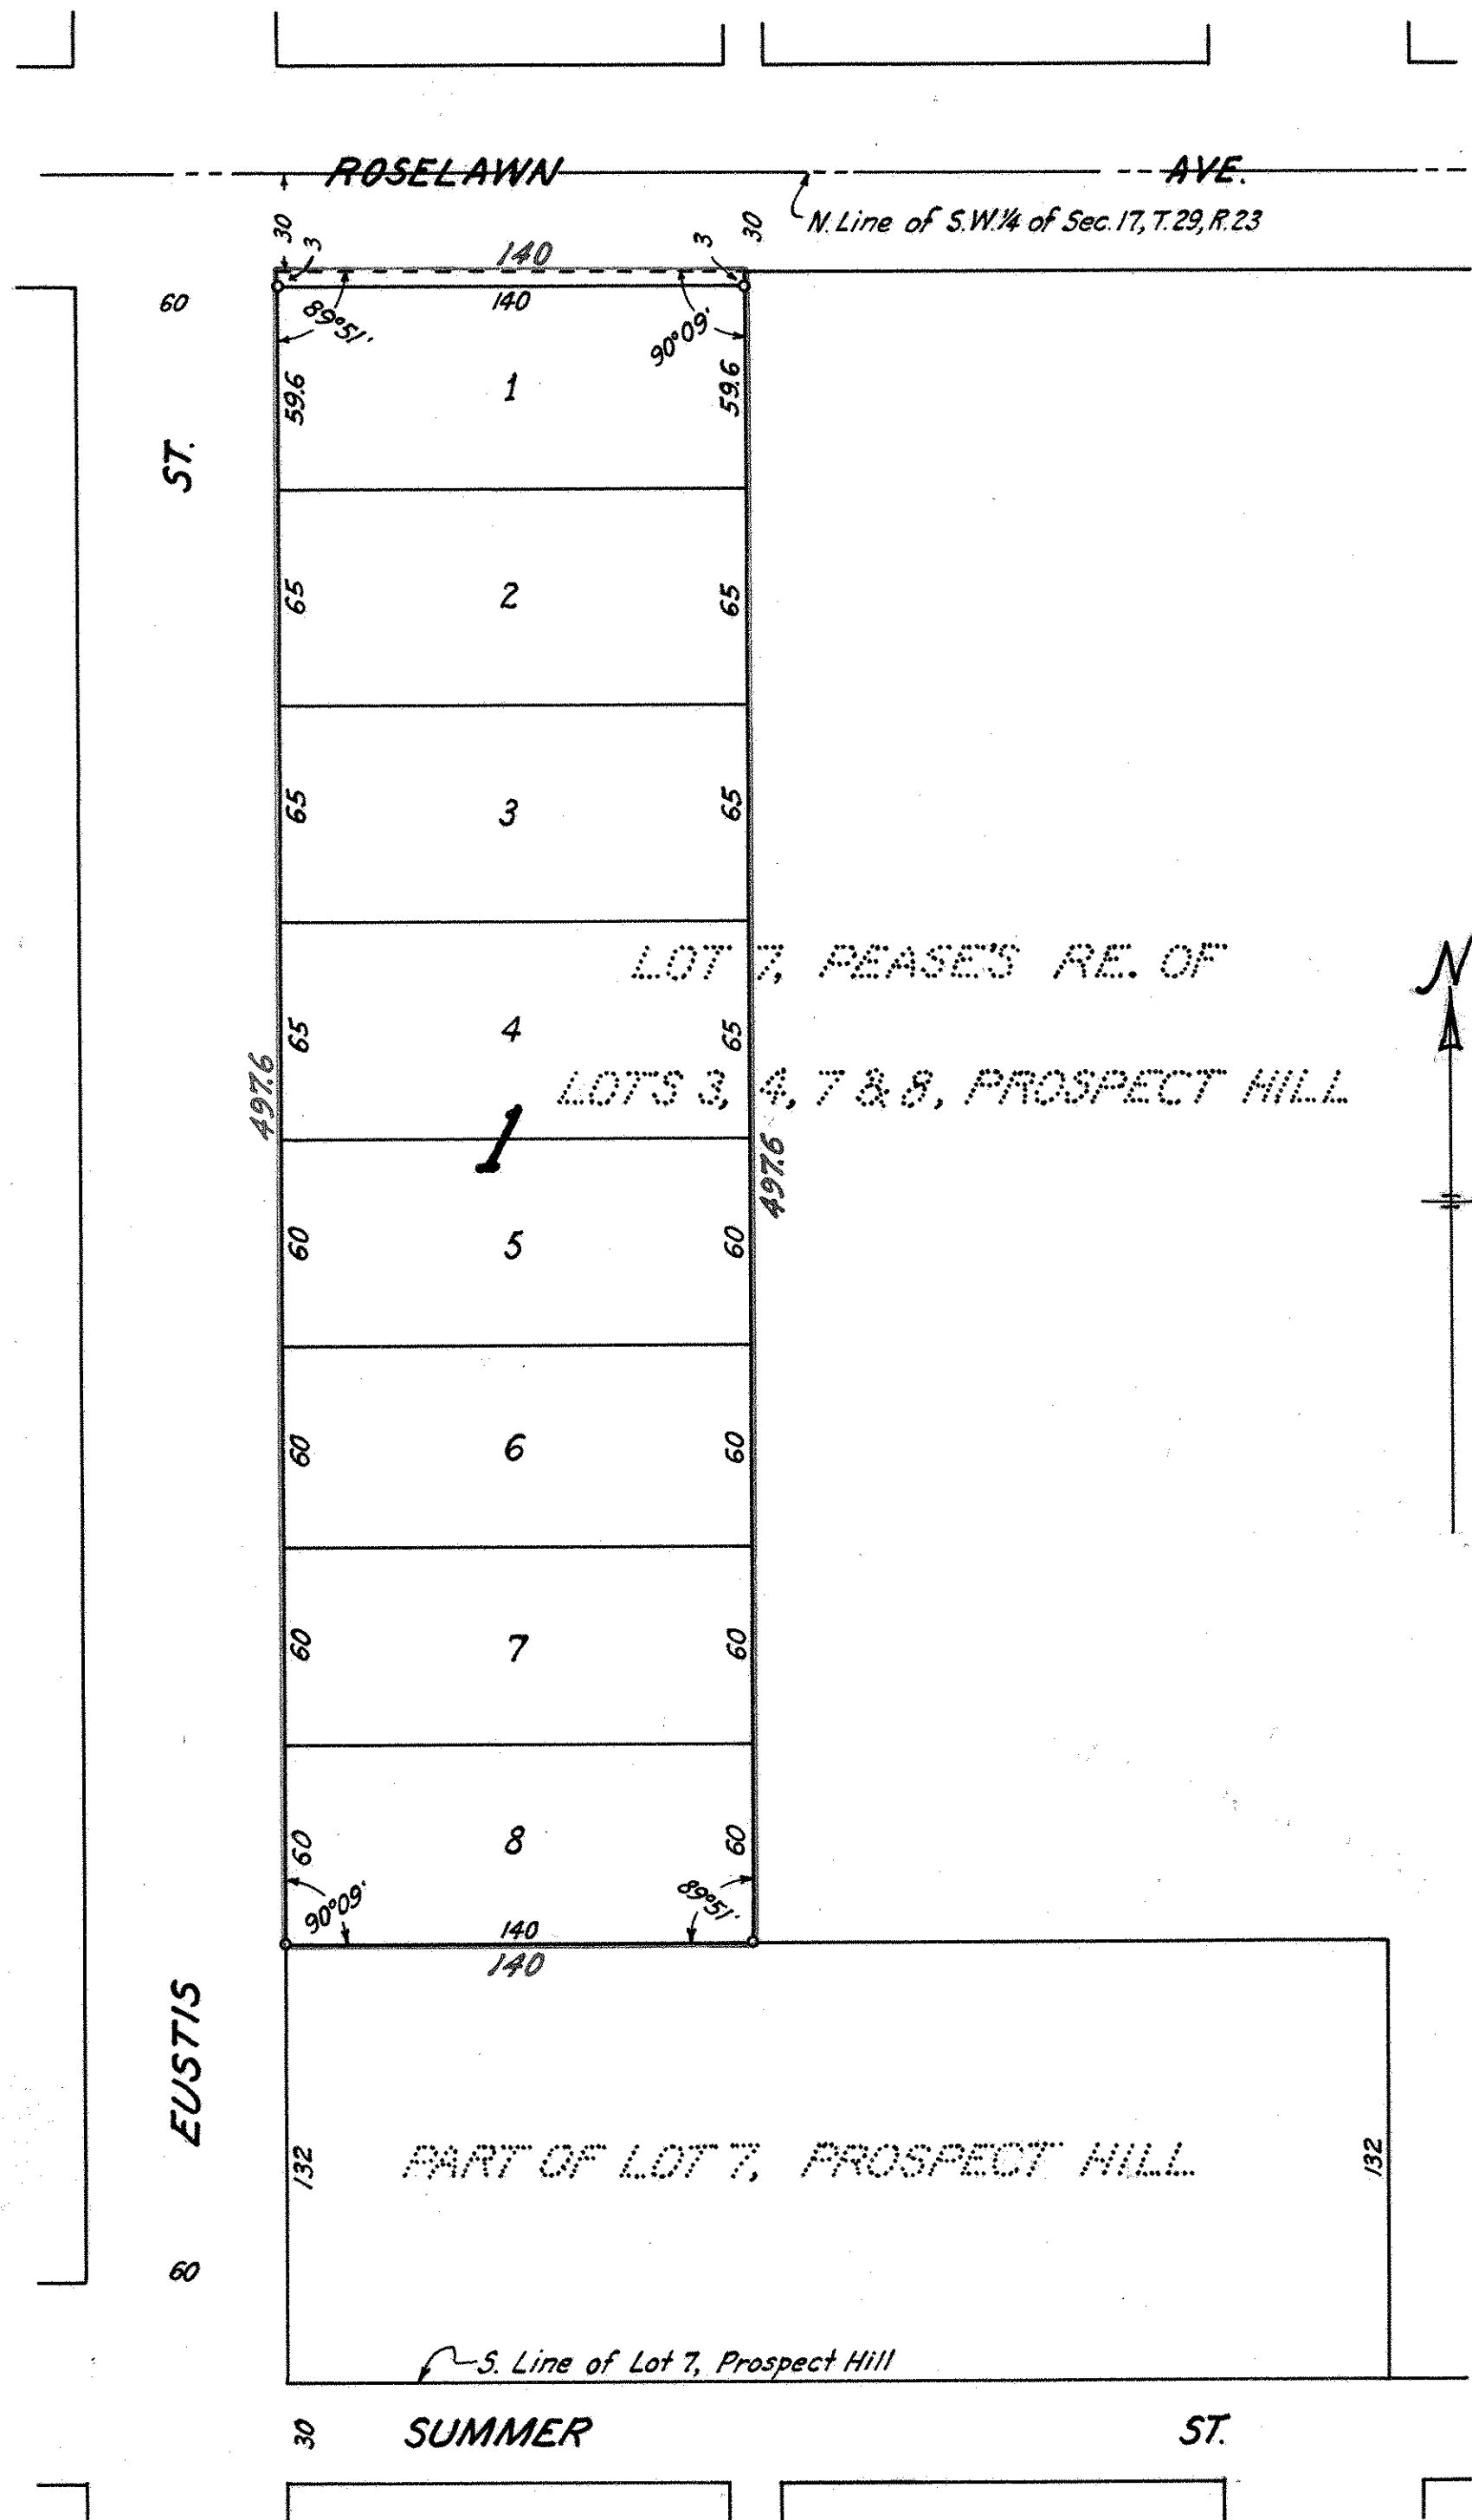 ROSELAWN AVE.
N. Line of S.W.¼ of Sec. 17, T. 29, R. 23
30 3 140 3 30
60 140
89°51' 90°09'
59.6 1 59.6
ST.
65 2 65
65 3 65
LOT 7, PEASE'S RE. OF
N
65 4 65
LOTS 3, 4, 7 & 8, PROSPECT HILL
497.6 1 497.6
60 5 60
60 6 60
60 7 60
60 8 60
90°09' 89°51'
140
140
EUSTIS
132 PART OF LOT 7, PROSPECT HILL 132
60
S. Line of Lot 7, Prospect Hill
30 SUMMER ST.